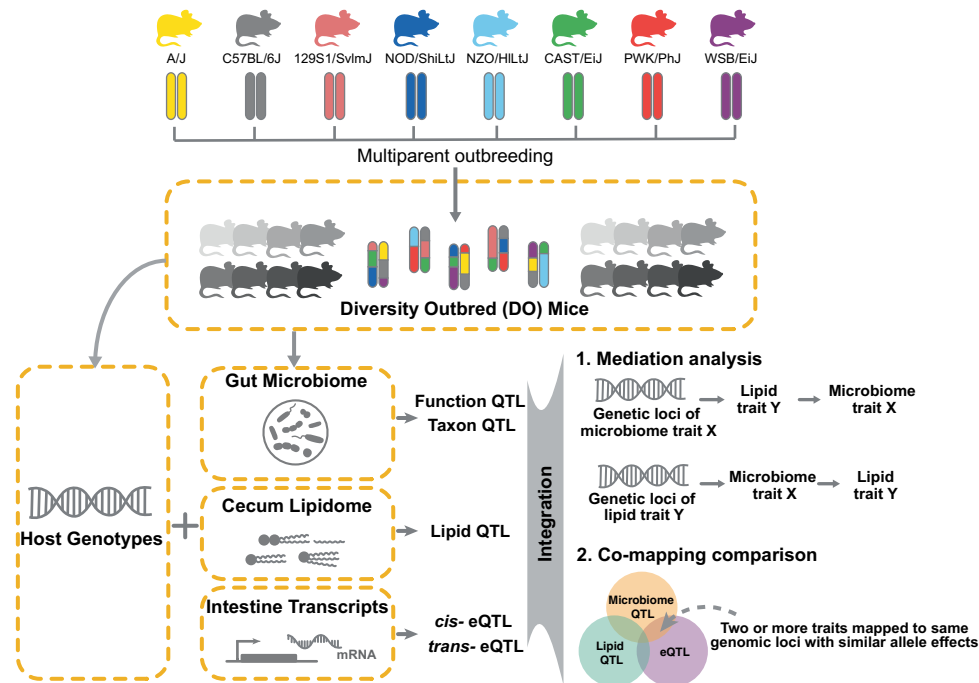 A/J
C57BL/6J
129S1/SvlmJ
NOD/ShiLtJ
NZO/HlLtJ
CAST/EiJ
PWK/PhJ
WSB/EiJ
Multiparent outbreeding
Diversity Outbred (DO) Mice
Host Genotypes
+
Gut Microbiome
Function QTL
Taxon QTL
Cecum Lipidome
Lipid QTL
Intestine Transcripts
mRNA
cis- eQTL
trans- eQTL
Integration
1. Mediation analysis
Genetic loci of
microbiome trait X
Lipid
trait Y
Microbiome
trait X
Genetic loci of
lipid trait Y
Microbiome
trait X
Lipid
trait Y
2. Co-mapping comparison
Microbiome
QTL
Lipid
QTL
eQTL
Two or more traits mapped to same
genomic loci with similar allele effects